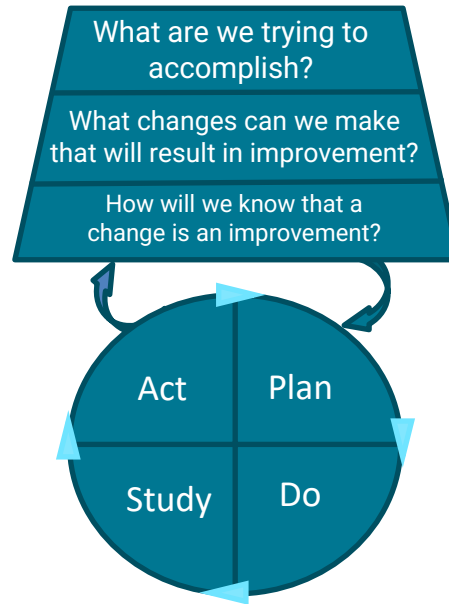 What are we trying to
accomplish?
What changes can we make
that will result in improvement?
How will we know that a
change is an improvement?
Act
Plan
Study
Do